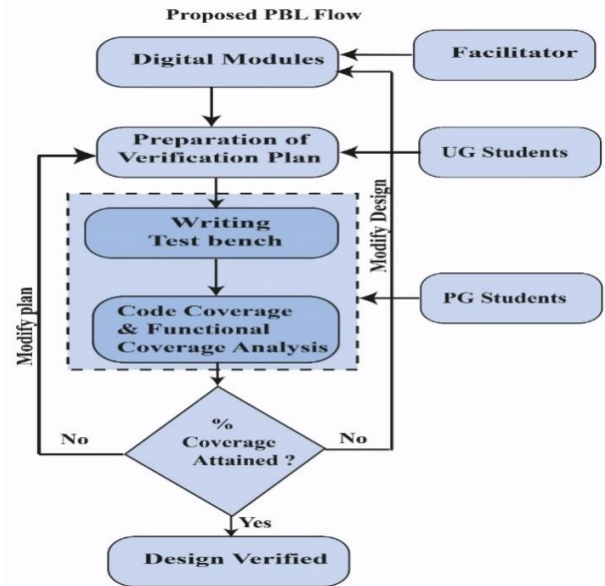 Proposed PBL Flow
Digital Modules
Facilitator
Preparation of
Verification Plan
UG Students
Writing
Test bench
Modify Design
PG Students
Code Coverage
& Functional
Coverage Analysis
Modify plan
%
Coverage
Attained ?
No
No
Yes
Design Verified